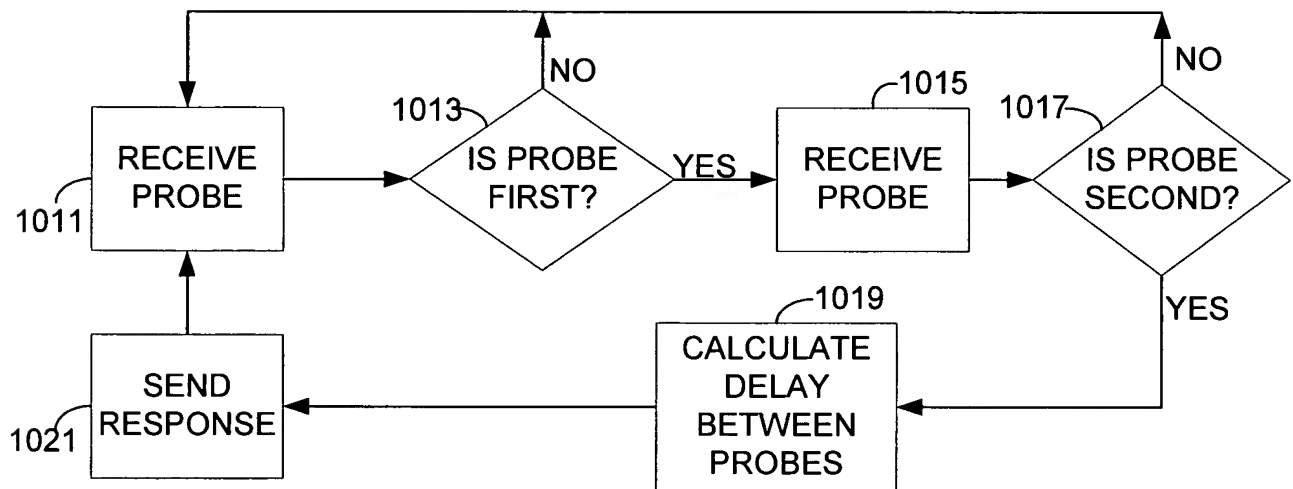 NO
NO
1013
1015
1017
RECEIVE
PROBE
IS PROBE
FIRST?
YES
RECEIVE
PROBE
IS PROBE
SECOND?
1011
1019
YES
SEND
RESPONSE
CALCULATE
DELAY
BETWEEN
PROBES
1021